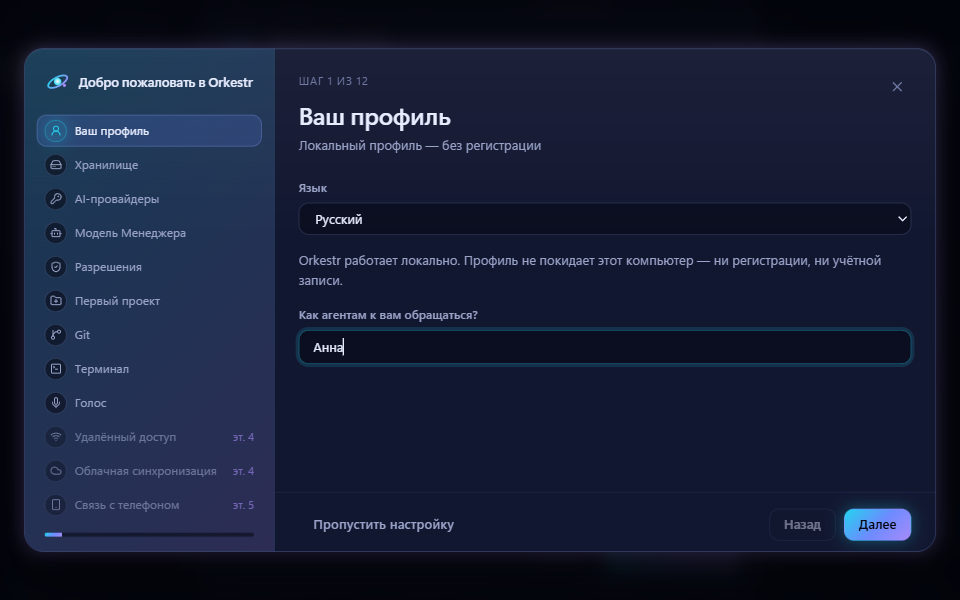 Добро пожаловать в Orkestr
Ваш профиль
Хранилище
AI-провайдеры
Модель Менеджера
Разрешения
Первый проект
Git
Терминал
Голос
Удалённый доступ эт. 4
Облачная синхронизация эт. 4
Связь с телефоном эт. 5
ШАГ 1 ИЗ 12
Ваш профиль
Локальный профиль — без регистрации
Язык
Русский
Orkestr работает локально. Профиль не покидает этот компьютер — ни регистрации, ни учётной
записи.
Как агентам к вам обращаться?
Анна
Пропустить настройку
Назад
Далее